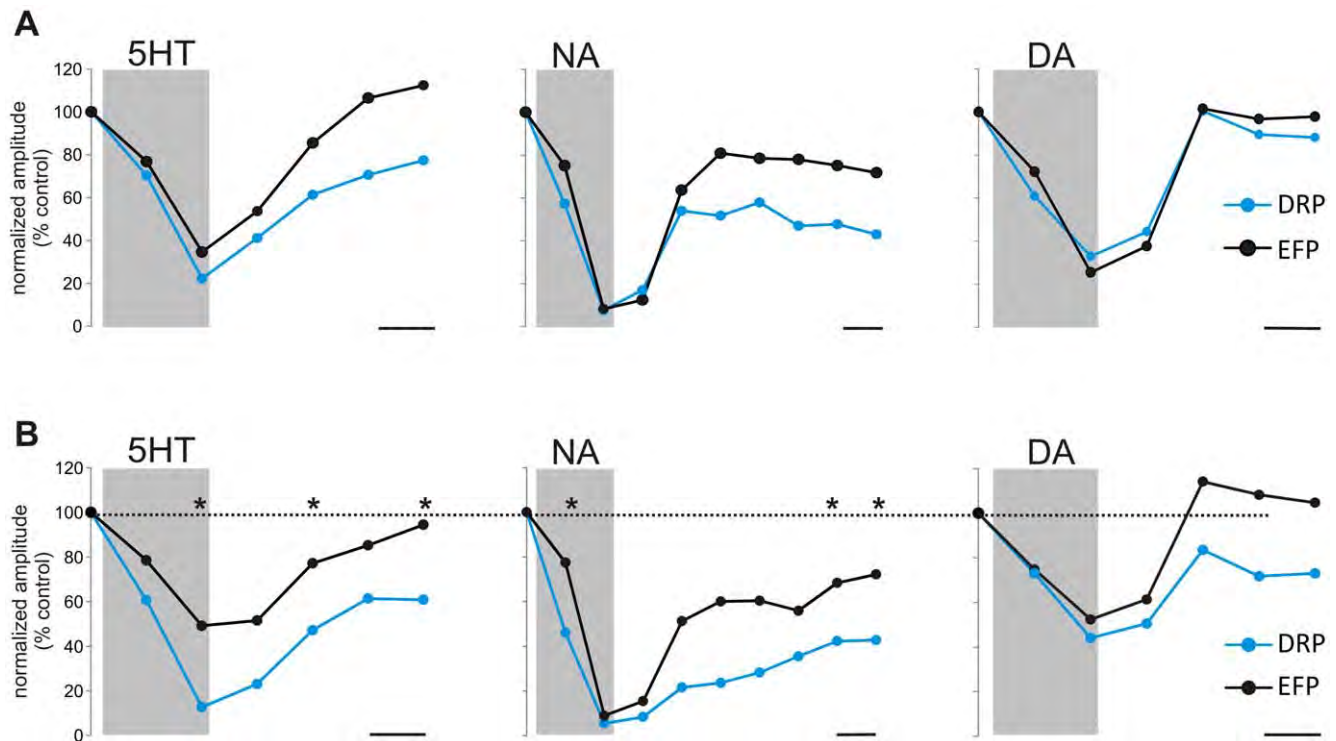 A
5HT
NA
DA
normalized amplitude
(% control)
120
100
80
60
40
20
0
DRP
EFP
B
5HT
NA
DA
normalized amplitude
(% control)
120
100
80
60
40
20
0
* * *
* * *
DRP
EFP